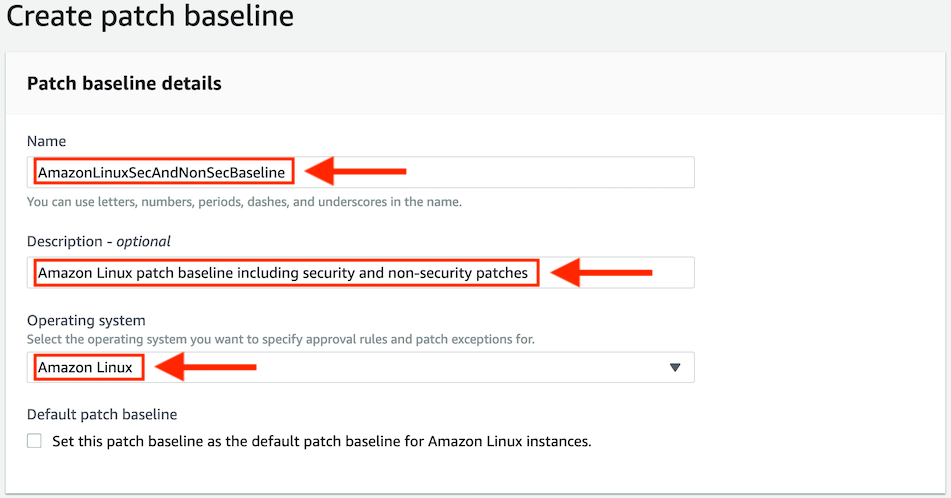 Create patch baseline
Patch baseline details
Name
AmazonLinuxSecAndNonSecBaseline
You can use letters, numbers, periods, dashes, and underscores in the name.
Description - optional
Amazon Linux patch baseline including security and non-security patches
Operating system
Select the operating system you want to specify approval rules and patch exceptions for.
Amazon Linux
Default patch baseline
Set this patch baseline as the default patch baseline for Amazon Linux instances.